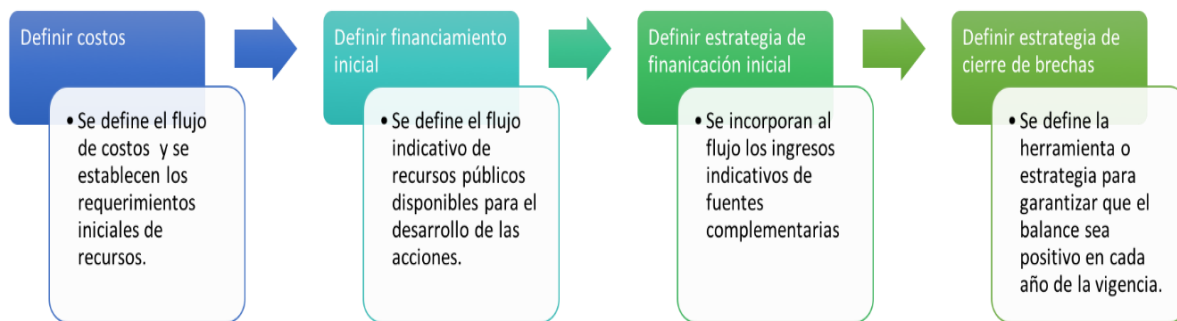 Definir costos
• Se define el flujo
de costos y se
establecen los
requerimientos
iniciales de
recursos.
Definir financiamiento
inicial
• Se define el flujo
indicativo de
recursos públicos
disponibles para el
desarrollo de las
acciones.
Definir estrategia de
finanicación inicial
• Se incorporan al
flujo los ingresos
indicativos de
fuentes
complementarias
Definir estrategia de
cierre de brechas
• Se define la
herramienta o
estrategia para
garantizar que el
balance sea
positivo en cada
año de la vigencia.